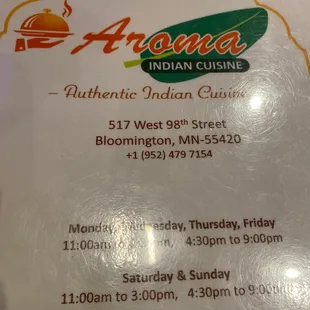 Aroma
INDIAN CUISINE
- Authentic Indian Cuisine
517 West 98th Street
Bloomington, MN-55420
+1 (952) 479 7154
Monday, Wednesday, Thursday, Friday
11:00am to pm, 4:30pm to 9:00pm
Saturday & Sunday
11:00am to 3:00pm, 4:30pm to 9:00pm